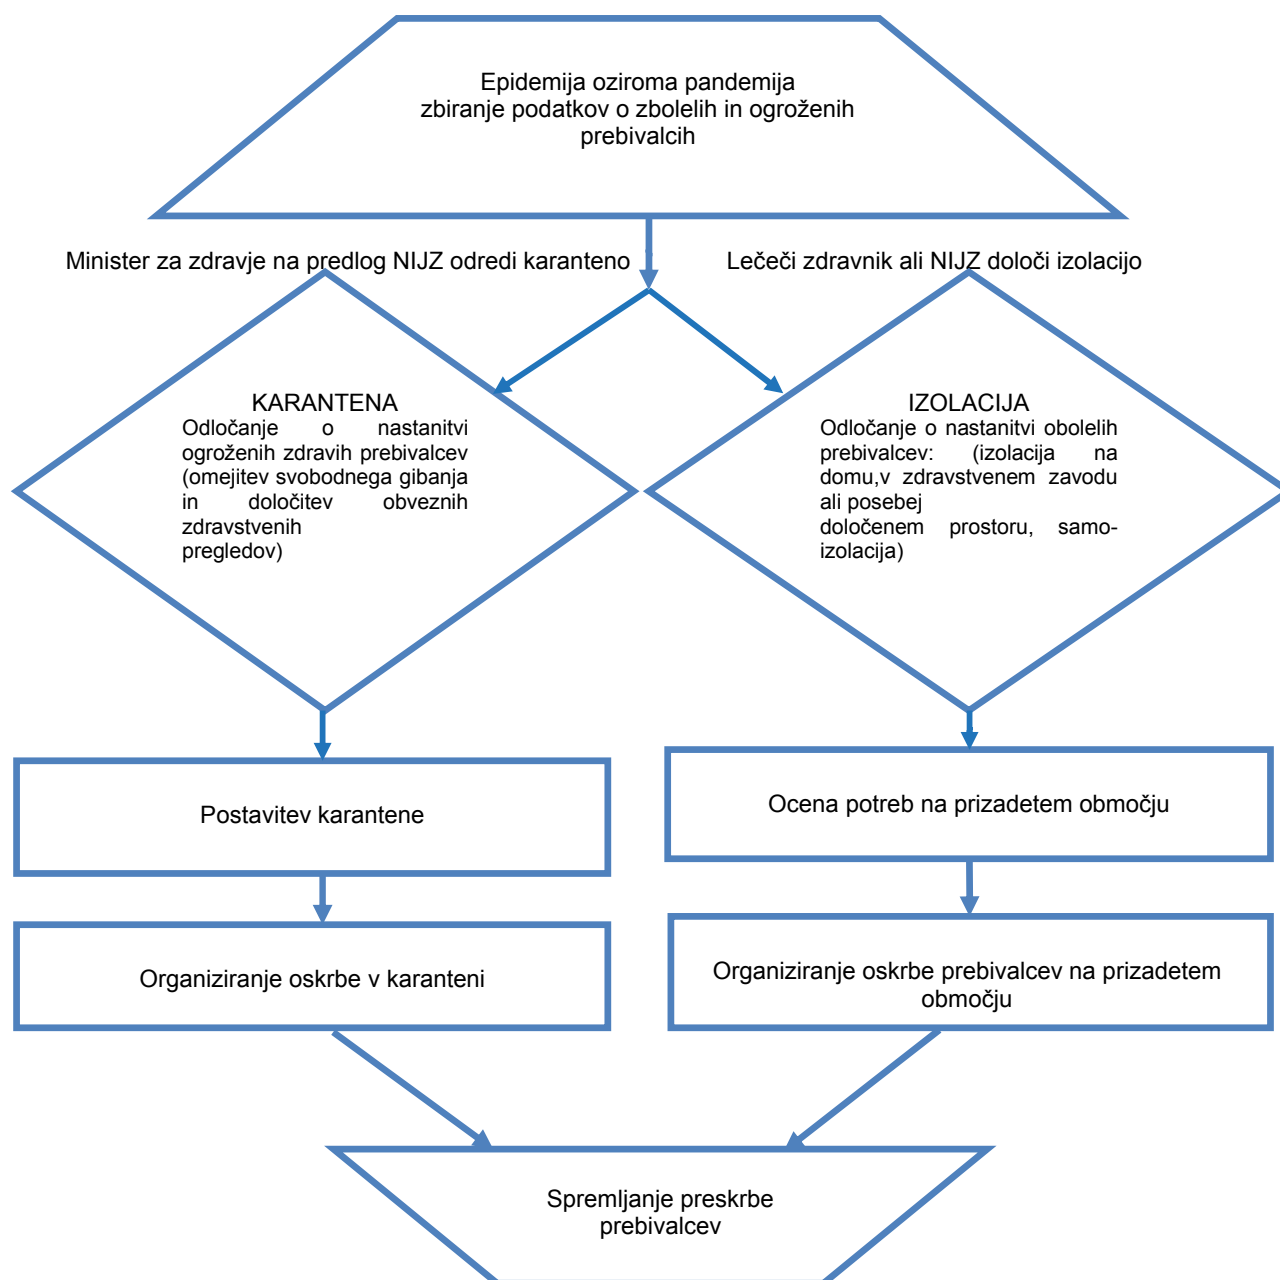 Epidemija oziroma pandemija
zbiranje podatkov o zbolelih in ogroženih
prebivalcih
Minister za zdravje na predlog NIJZ odredi karanteno
Lečeči zdravnik ali NIJZ določi izolacijo
KARANTENA
Odločanje o nastanitvi
ogroženih zdravih prebivalcev
(omejitev svobodnega gibanja
in določitev obveznih
zdravstvenih
pregledov)
IZOLACIJA
Odločanje o nastanitvi obolelih
prebivalcev: (izolacija na
domu,v zdravstvenem zavodu
ali posebej
določenem prostoru, samo-
izolacija)
Postavitev karantene
Ocena potreb na prizadetem območju
Organiziranje oskrbe v karanteni
Organiziranje oskrbe prebivalcev na prizadetem
območju
Spremljanje preskrbe
prebivalcev